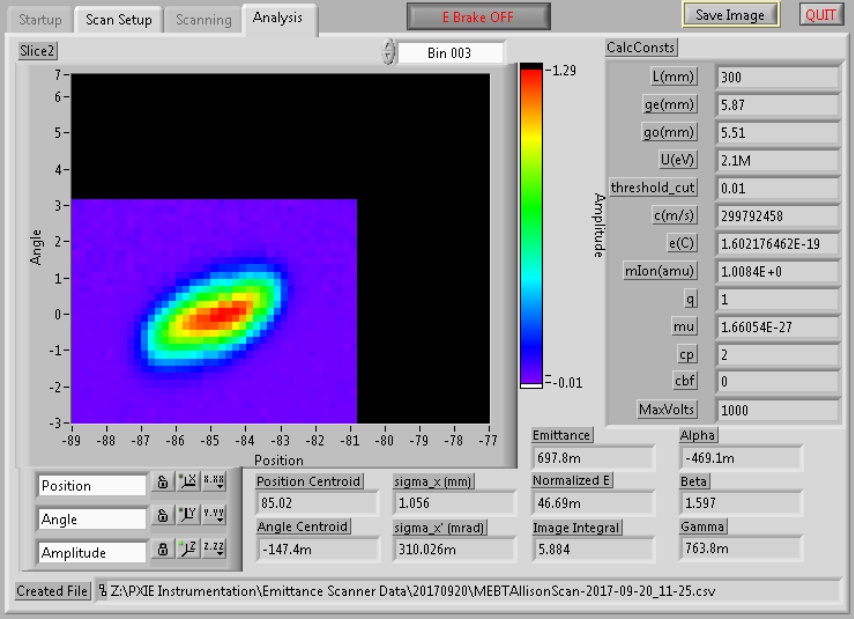 Startup Scan Setup Scanning Analysis E Brake OFF Save Image QUIT
Slice2 Bin 003 CalcConsts
7
6
5
4
3
2
1
0
-1
-2
-3
Angle
-89 -88 -87 -86 -85 -84 -83 -82 -81 -80 -79 -78 -77
Position
1.29
-0.01
Amplitude
L(mm) 300
ge(mm) 5.87
go(mm) 5.51
U(eV) 2.1M
threshold_cut 0.01
c(m/s) 299792458
e(C) 1.602176462E-19
mIon(amu) 1.0084E+0
q 1
mu 1.66054E-27
cp 2
cbf 0
MaxVolts 1000
Position X X.XX
Angle Y Y.YY
Amplitude Z Z.ZZ
Position Centroid
85.02
Angle Centroid
-147.4m
sigma_x (mm)
1.056
sigma_x' (mrad)
310.026m
Emittance
697.8m
Normalized E
46.69m
Image Integral
5.884
Alpha
-469.1m
Beta
1.597
Gamma
763.8m
Created File Z:\PXIE Instrumentation\Emittance Scanner Data\20170920\MEBTAllisonScan-2017-09-20_11-25.csv